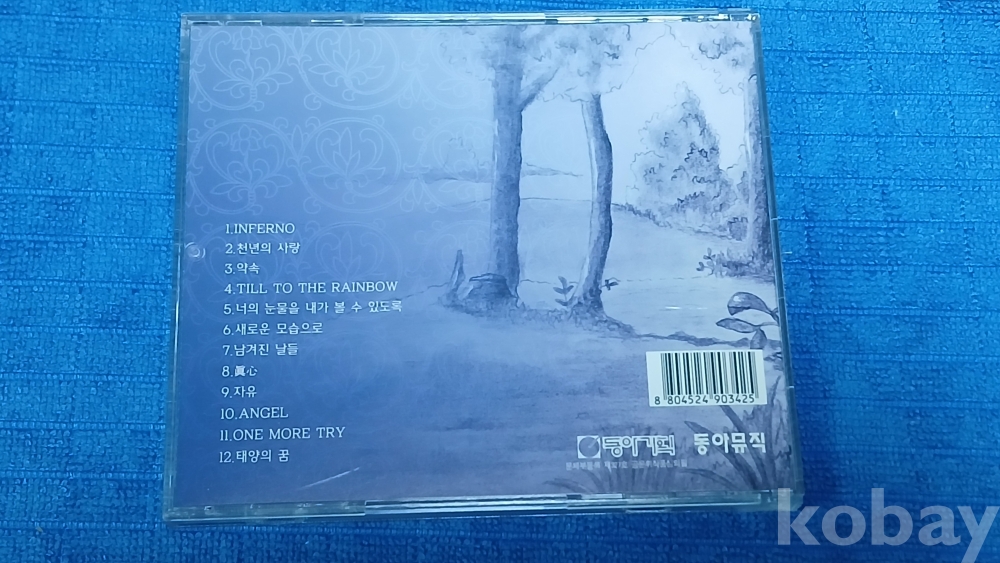 1.INFERNO
2.천년의 사랑
3.약속
4.TILL TO THE RAINBOW
5.너의 눈물을 내가 볼 수 있도록
6.새로운 모습으로
7.남겨진 날들
8.眞心
9.자유
10.ANGEL
11.ONE MORE TRY
12.태양의 꿈
8 804524 903425
동아기획 동아뮤직
kobay